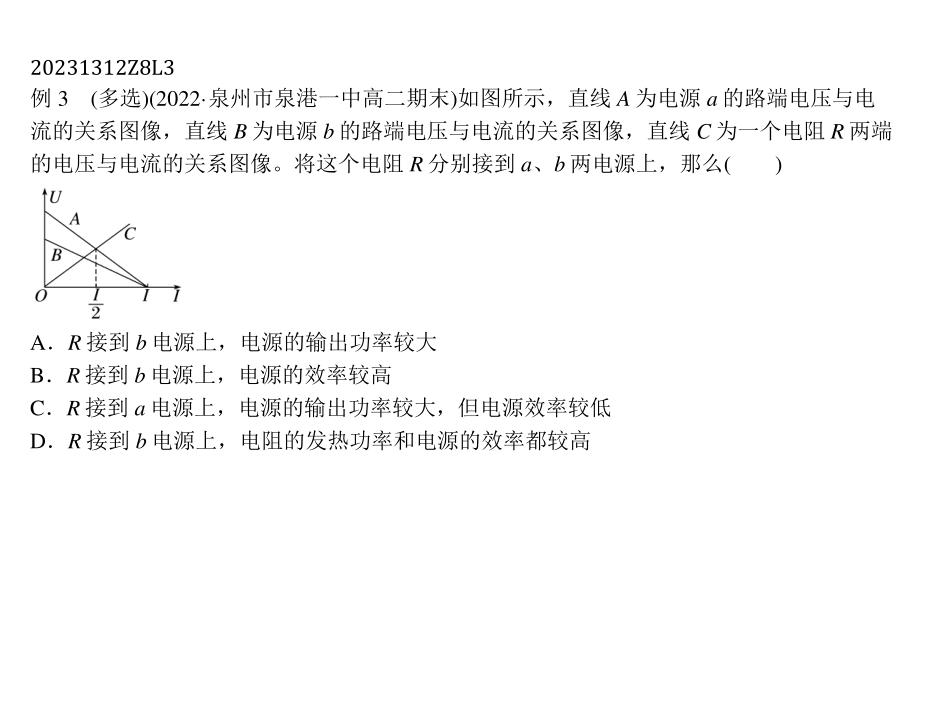 20231312Z8L3
例 3 (多选)(2022·泉州市泉港一中高二期末)如图所示，直线 A 为电源 a 的路端电压与电
流的关系图像，直线 B 为电源 b 的路端电压与电流的关系图像，直线 C 为一个电阻 R 两端
的电压与电流的关系图像。将这个电阻 R 分别接到 a、b 两电源上，那么(  )
U
A
C
B
O
I
2
I
I
A．R 接到 b 电源上，电源的输出功率较大
B．R 接到 b 电源上，电源的效率较高
C．R 接到 a 电源上，电源的输出功率较大，但电源效率较低
D．R 接到 b 电源上，电阻的发热功率和电源的效率都较高